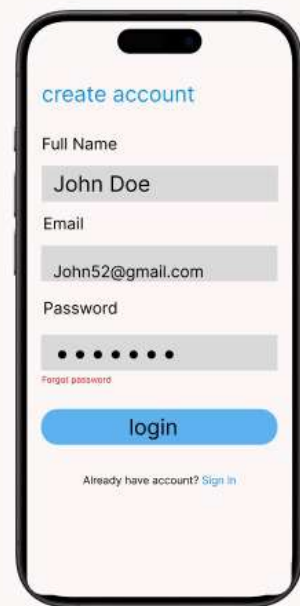 create account
Full Name
John Doe
Email
John52@gmail.com
Password
•••••••
Forgot password
login
Already have account? Sign In